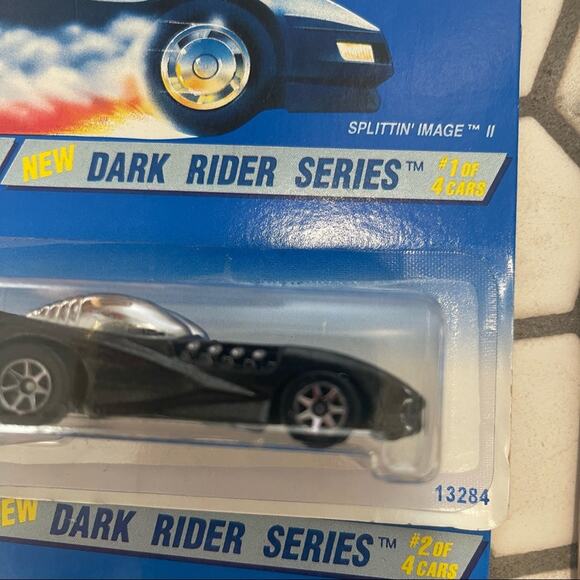 SPLITTIN' IMAGE™ II
NEW DARK RIDER SERIES™ #1 OF
4 CARS
13284
EW DARK RIDER SERIES™ #2 OF
4 CARS